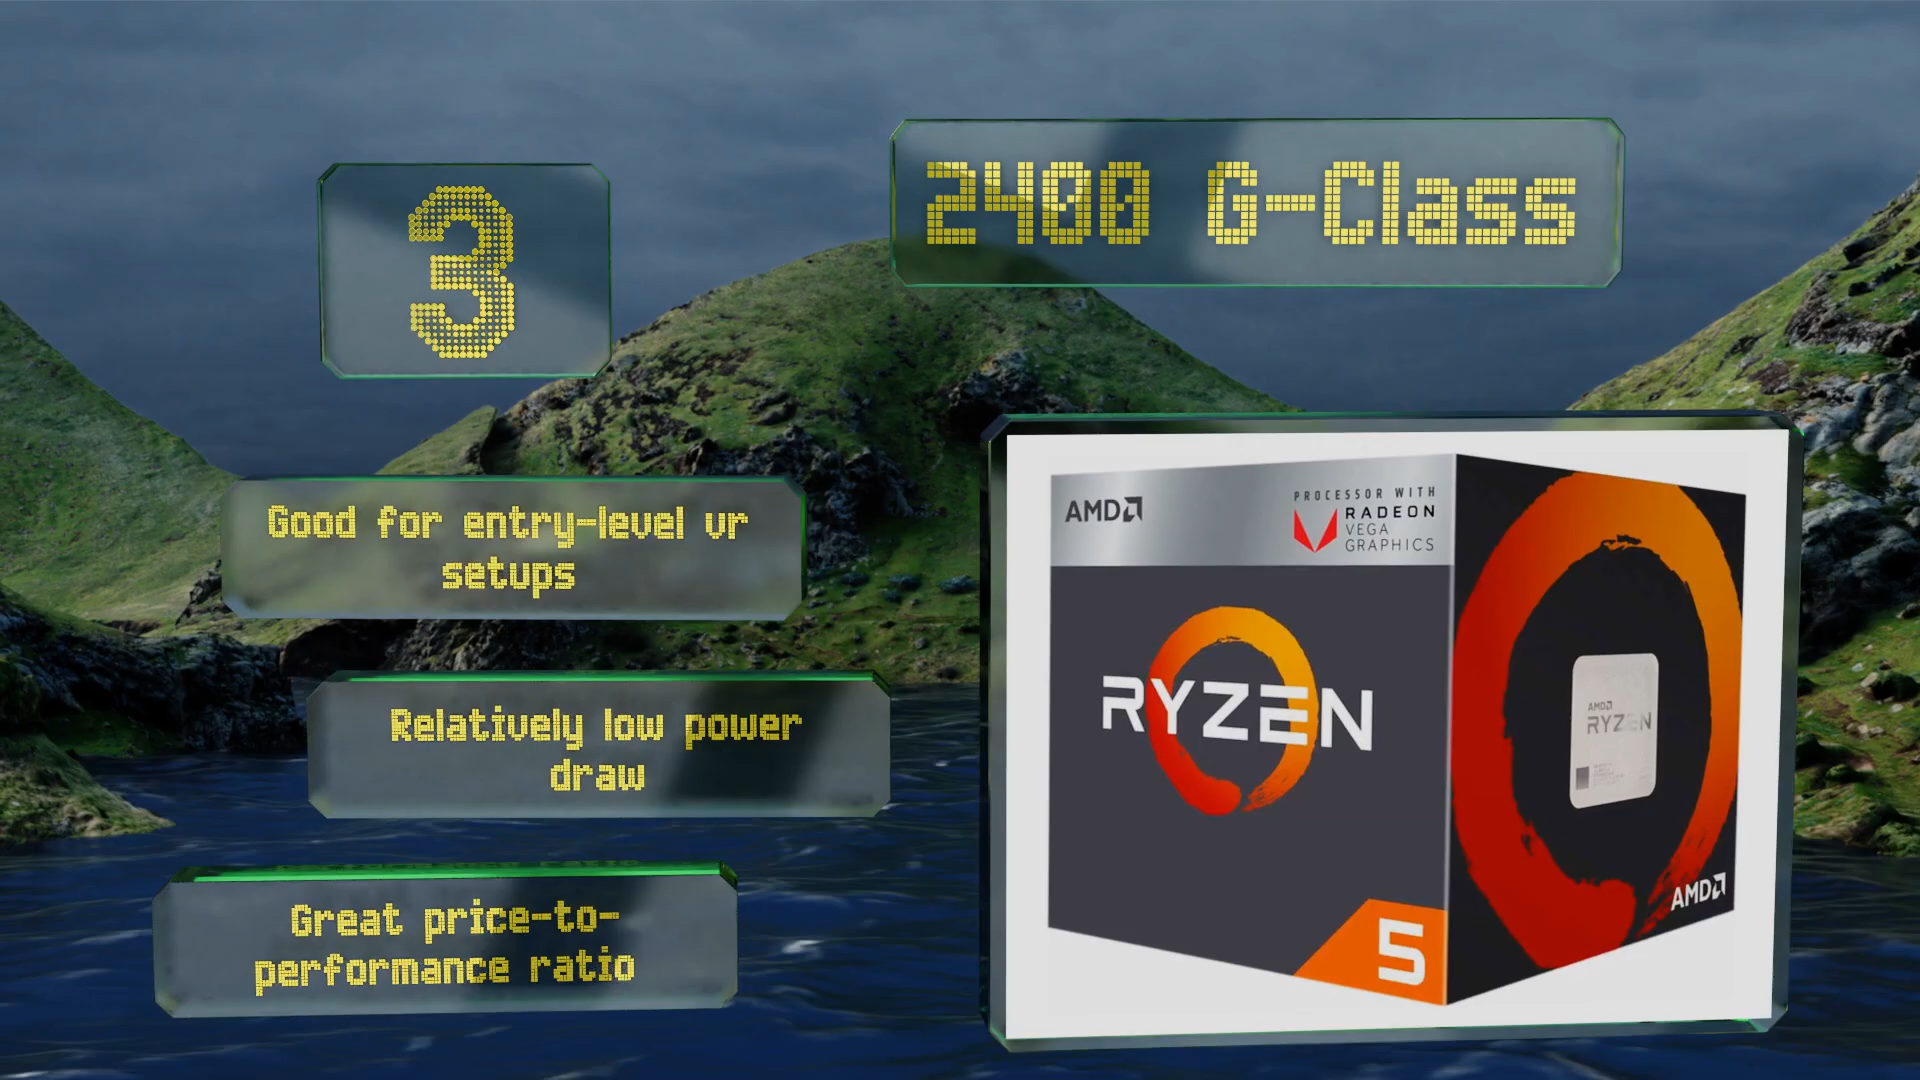 3
2400 G-Class
Good for entry-level vr
setups
Relatively low power
draw
Great price-to-
performance ratio
AMD
PROCESSOR WITH
RADEON
VEGA
GRAPHICS
RYZEN
5
AMD
RYZEN
AMD